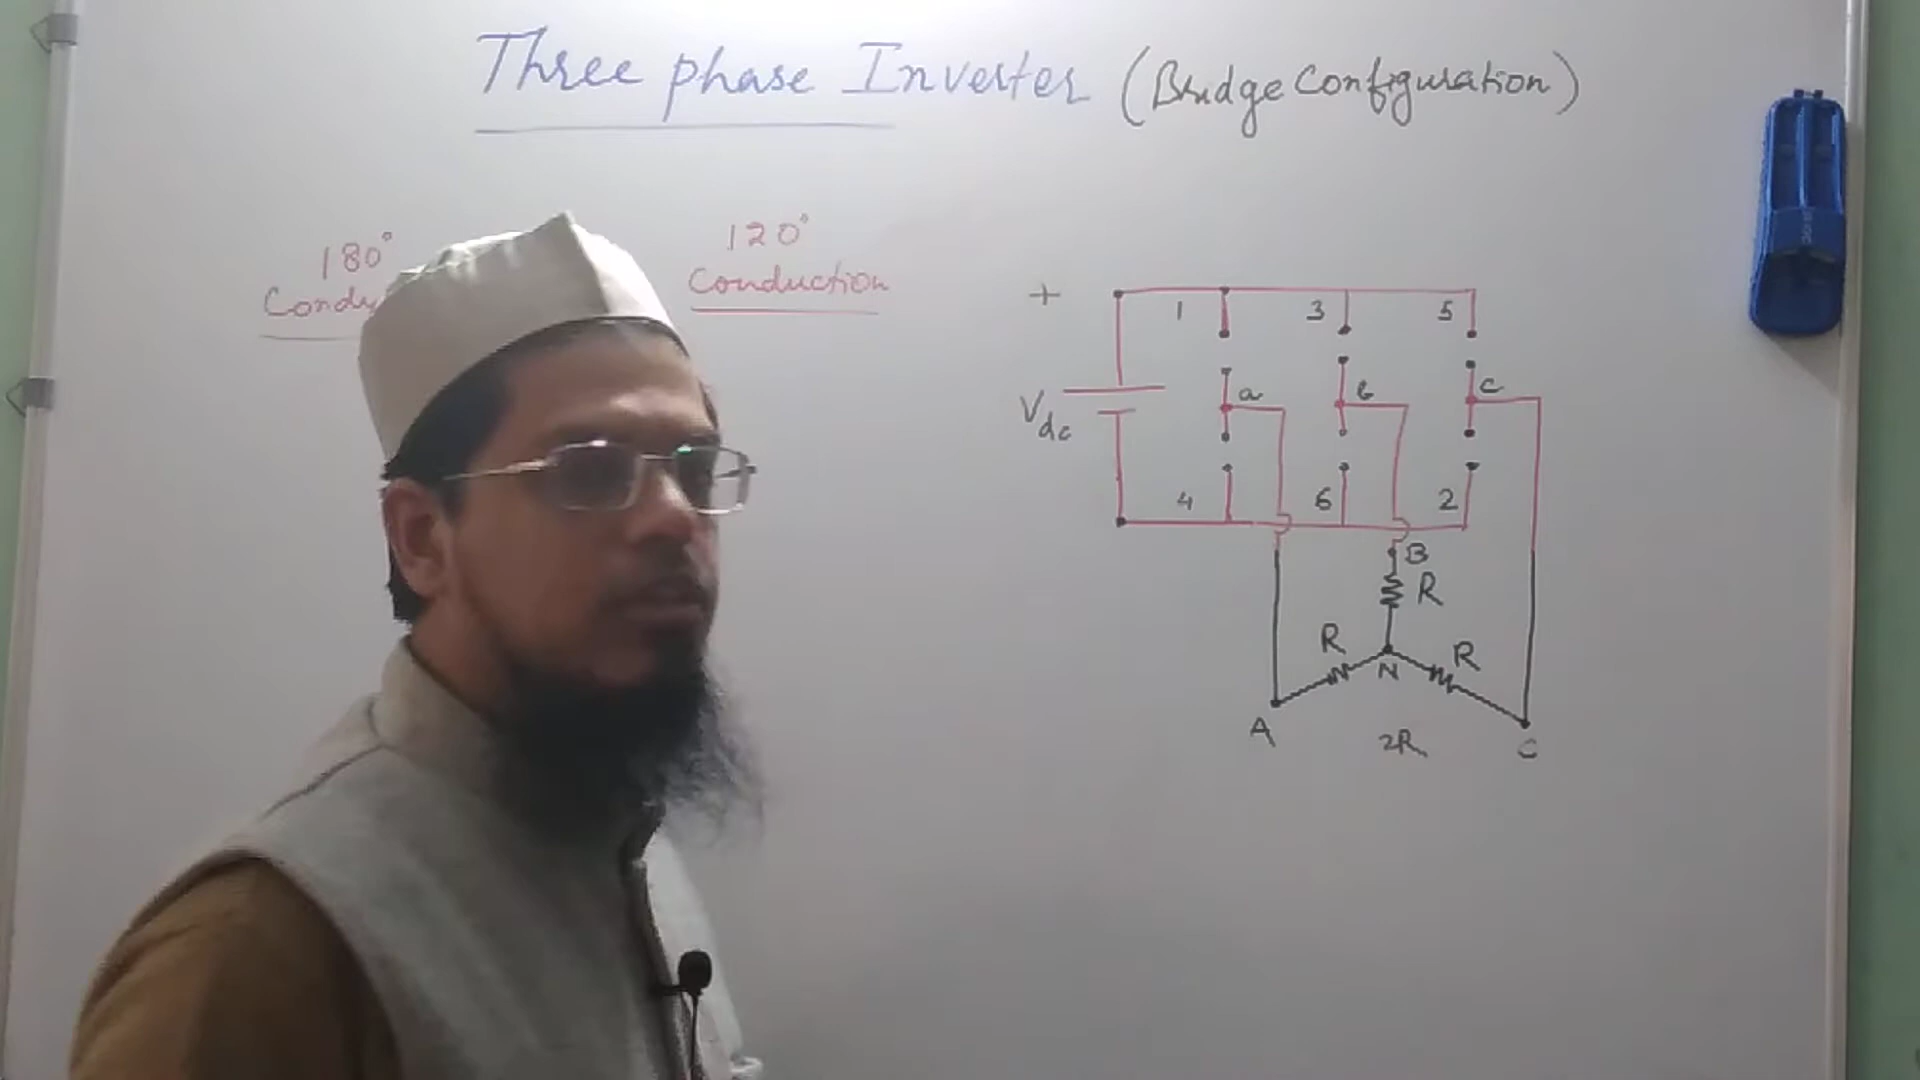 Three phase Inverter (Bridge Configuration)
180°
120°
Conduction
+
1
3
5
a
b
c
Vdc
4
6
2
B
R
R
R
N
A
2R
C